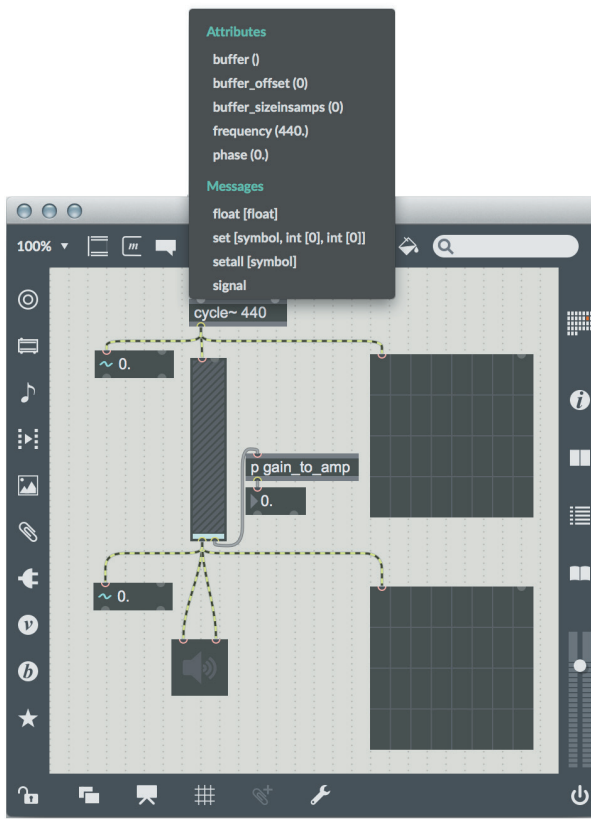 Attributes
buffer ()
buffer_offset (0)
buffer_sizeinsamps (0)
frequency (440.)
phase (0.)
Messages
float [float]
set [symbol, int [0], int [0]]
setall [symbol]
signal
100%
m
cycle~ 440
~ 0.
p gain_to_amp
0.
~ 0.
i
v
b